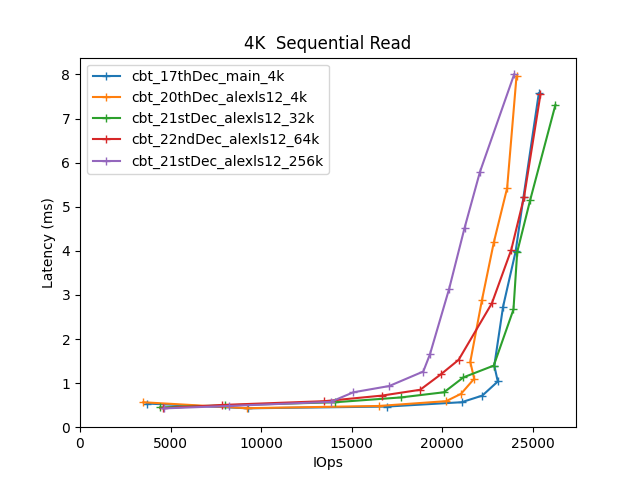 4K  Sequential Read
cbt_17thDec_main_4k
cbt_20thDec_alexls12_4k
cbt_21stDec_alexls12_32k
cbt_22ndDec_alexls12_64k
cbt_21stDec_alexls12_256k
Latency (ms)
8
7
6
5
4
3
2
1
0
0 5000 10000 15000 20000 25000
IOps